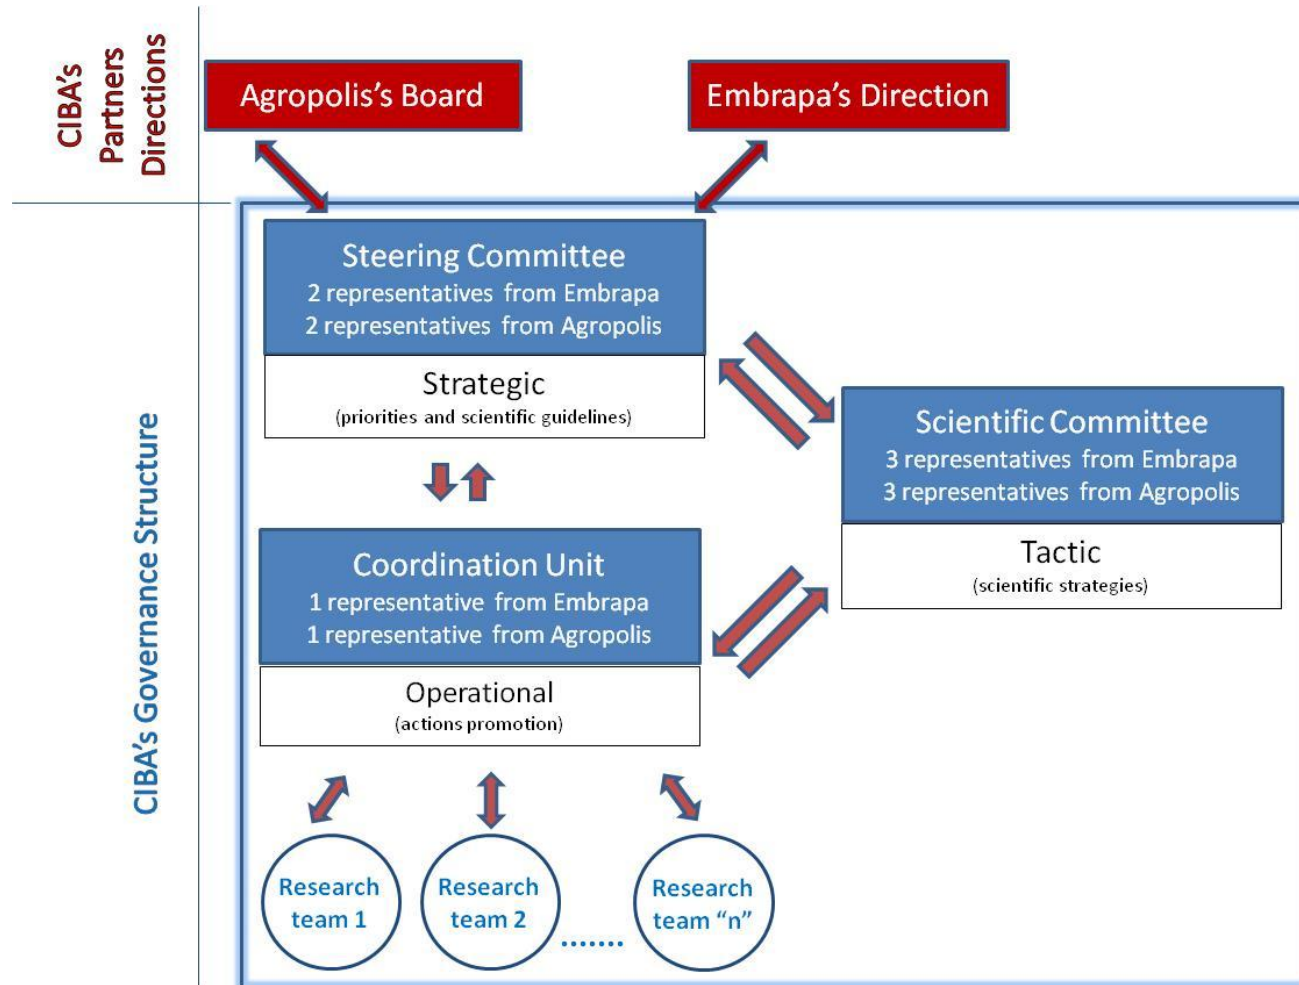 CIBA's
Partners
Directions
Agropolis's Board
Embrapa's Direction
CIBA's Governance Structure
Steering Committee
2 representatives from Embrapa
2 representatives from Agropolis
Strategic
(priorities and scientific guidelines)
Scientific Committee
3 representatives from Embrapa
3 representatives from Agropolis
Tactic
(scientific strategies)
Coordination Unit
1 representative from Embrapa
1 representative from Agropolis
Operational
(actions promotion)
Research
team 1
Research
team 2
.......
Research
team “n”